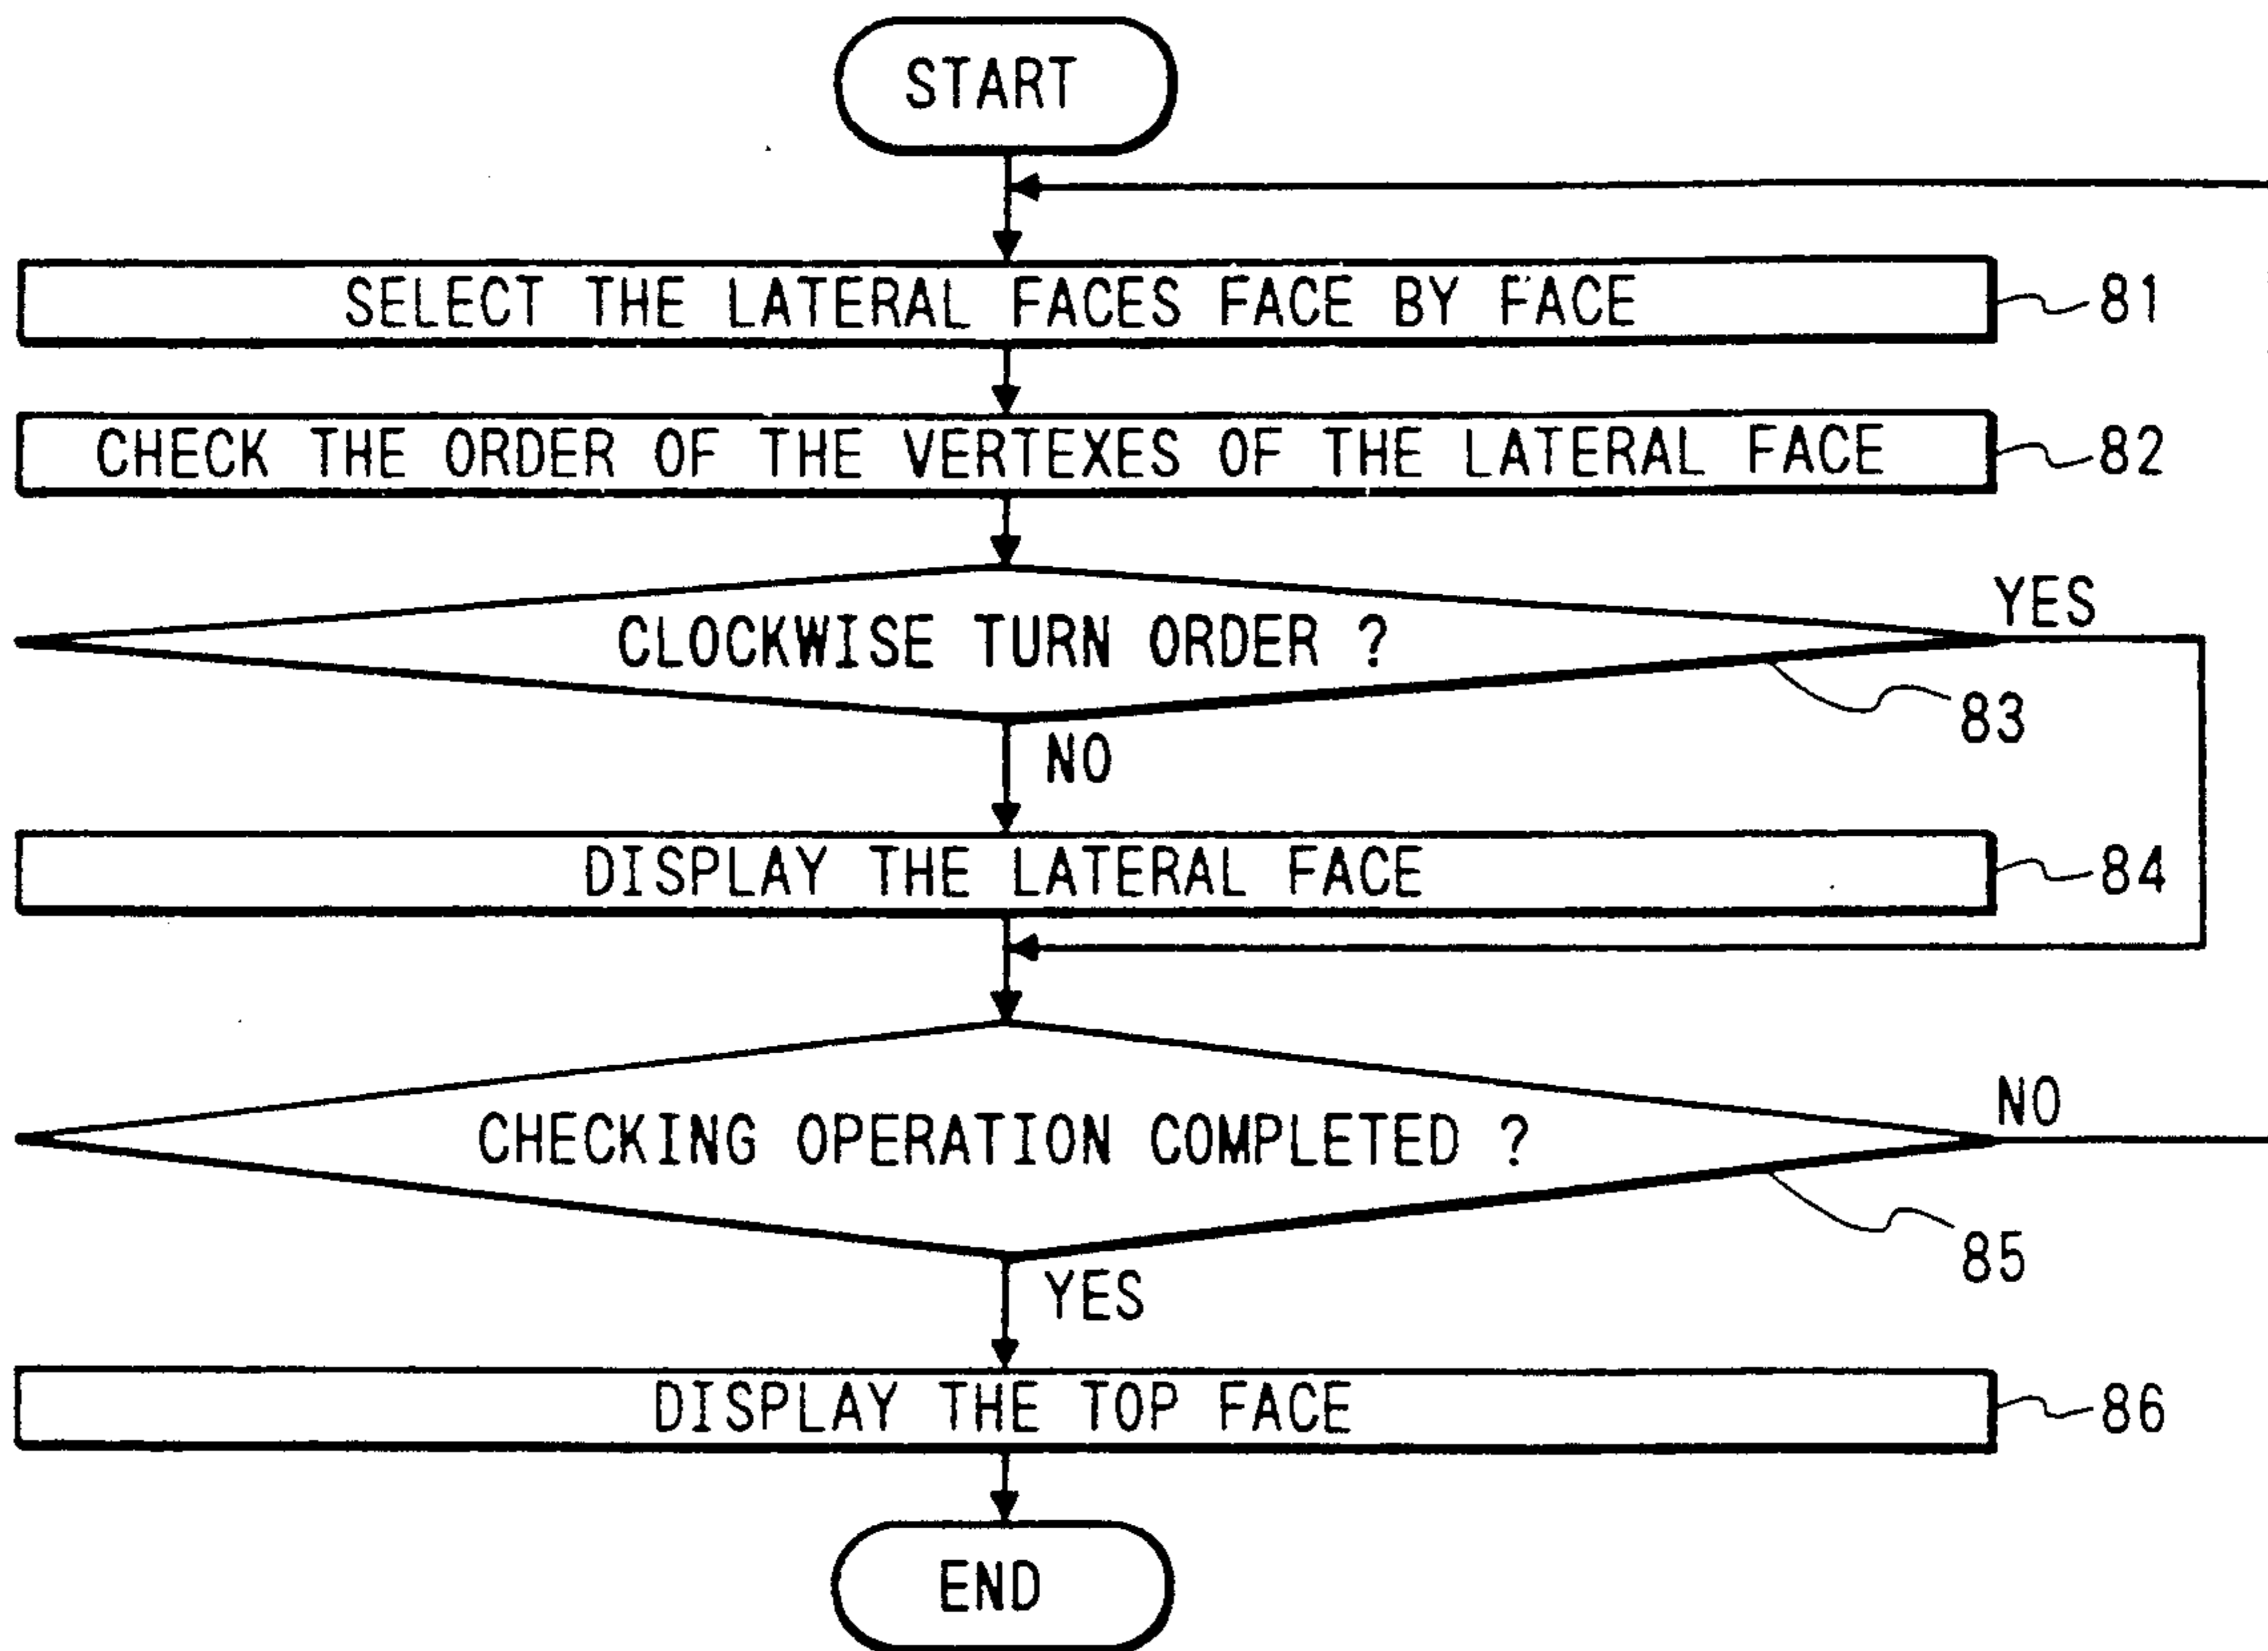 START
SELECT THE LATERAL FACES FACE BY FACE
81
CHECK THE ORDER OF THE VERTEXES OF THE LATERAL FACE
82
CLOCKWISE TURN ORDER ?
YES
83
NO
DISPLAY THE LATERAL FACE
84
CHECKING OPERATION COMPLETED ?
NO
85
YES
DISPLAY THE TOP FACE
86
END